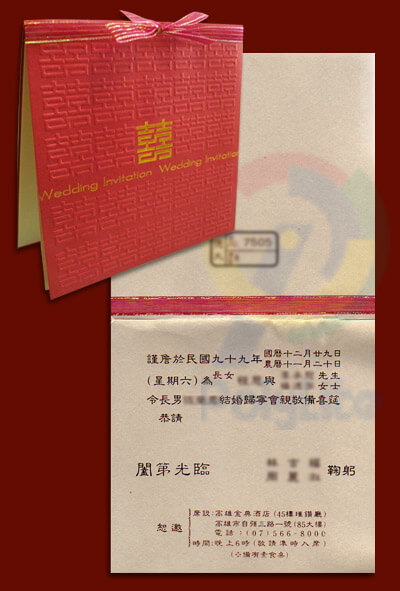 囍
Wedding Invitation Wedding Invitation
7505
謹詹於民國九十九年 國曆十二月廿九日
農曆十一月二十日
(星期六)為 長女 與 先生
女士
令長男 結婚歸寧會親敬備喜筵
恭請
闔第光臨 鞠躬
恕邀
席設:高雄金典酒店(45樓璀鑽廳)
高雄市自強三路一號(85大樓)
電話:(07)566-8000
時間:晚上6時(敬請準時入席)
(☆備有素食桌)